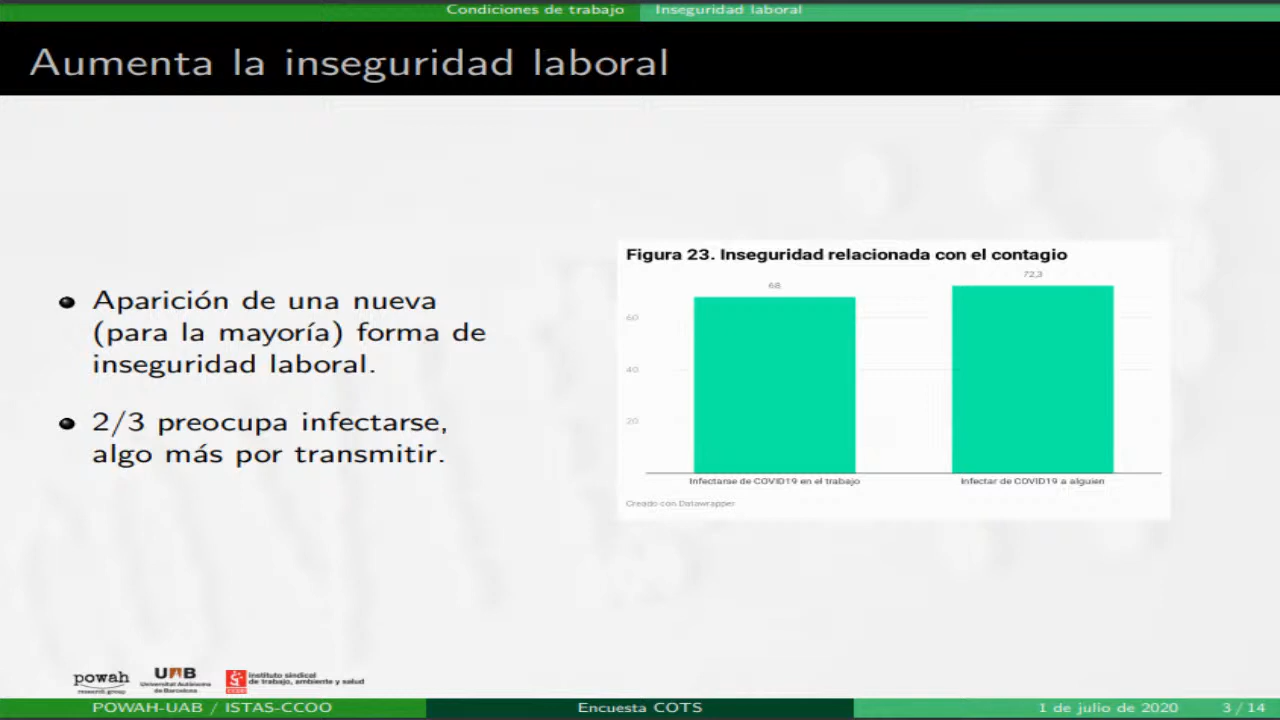 Condiciones de trabajo Inseguridad laboral
Aumenta la inseguridad laboral
Aparición de una nueva
(para la mayoría) forma de
inseguridad laboral.
2/3 preocupa infectarse,
algo más por transmitir.
Figura 23. Inseguridad relacionada con el contagio
68
72,3
60
40
20
Infectarse de COVID19 en el trabajo
Infectar de COVID19 a alguien
Creado con Datawrapper
powah
research group
UAB
Universitat Autònoma
de Barcelona
CCOO
instituto sindical
de trabajo, ambiente y salud
POWAH-UAB / ISTAS-CCOO
Encuesta COTS
1 de julio de 2020
3 / 14